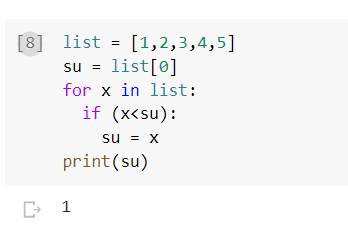 [8] list = [1,2,3,4,5]
su = list[0]
for x in list:
  if (x<su):
    su = x
print(su)
1